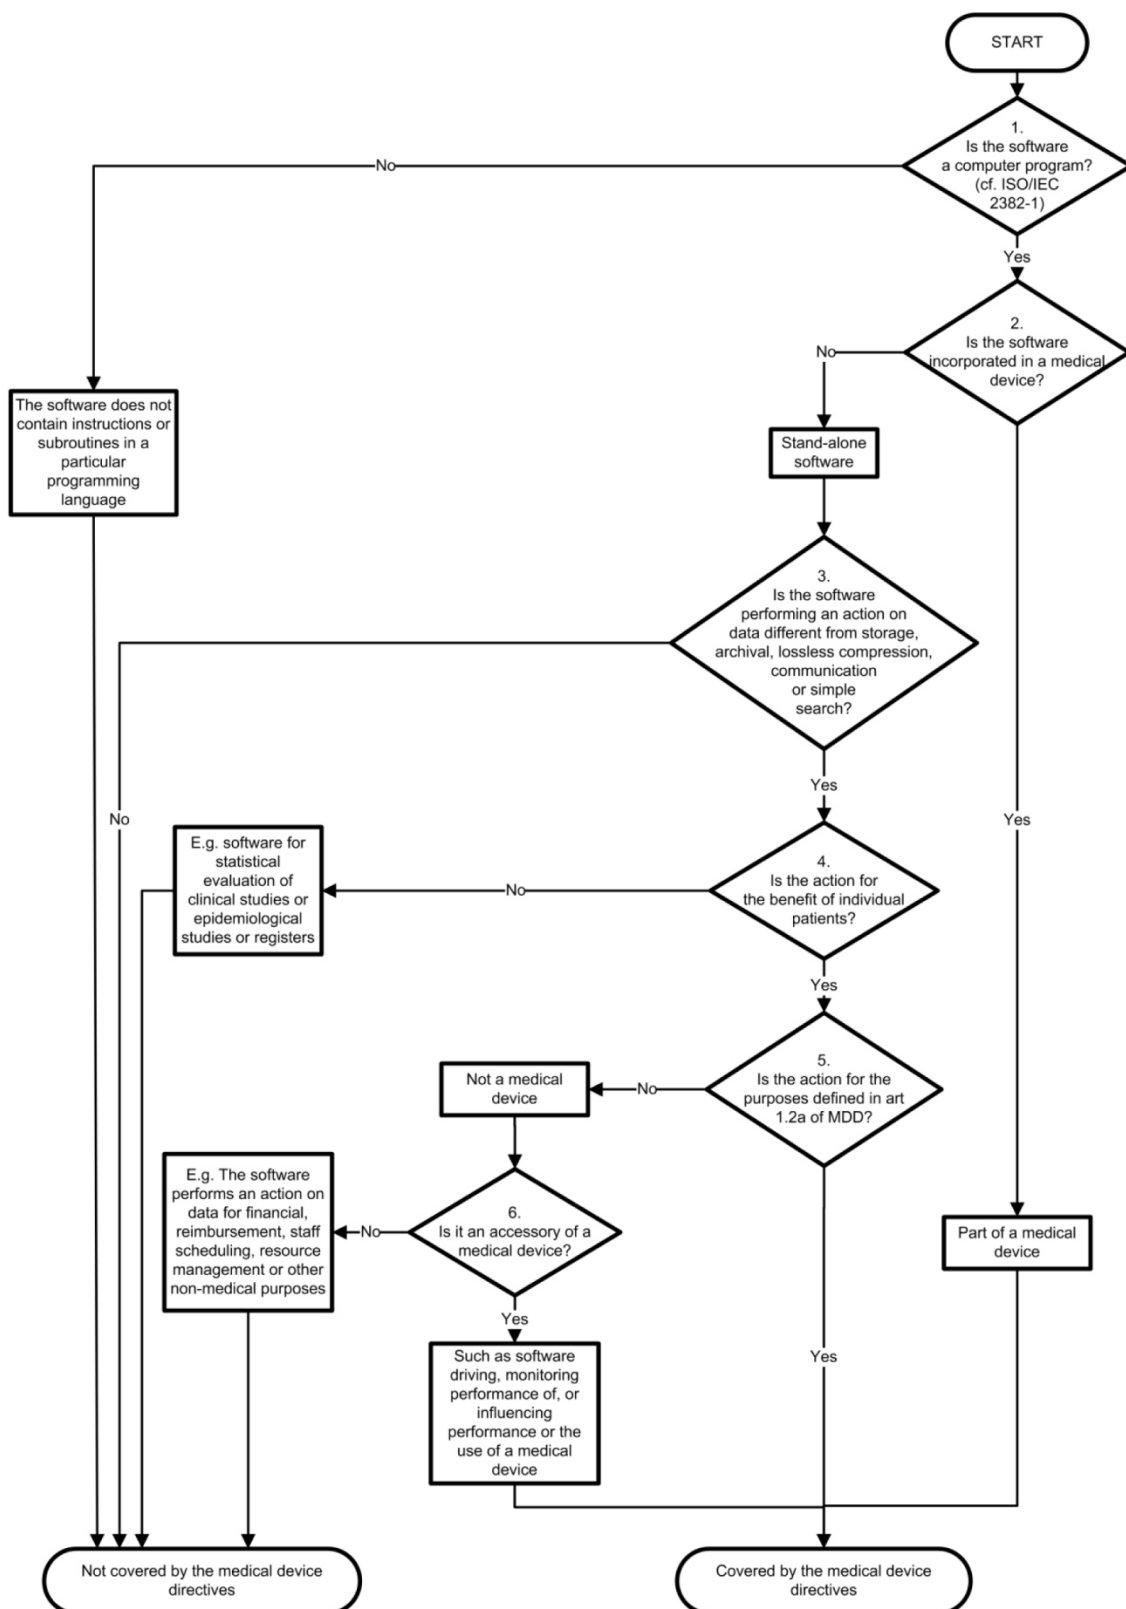 START
1.
Is the software
a computer program?
(cf. ISO/IEC
2382-1)
No
Yes
2.
Is the software
incorporated in a medical
device?
No
The software does not
contain instructions or
subroutines in a
particular
programming
language
Stand-alone
software
3.
Is the software
performing an action on
data different from storage,
archival, lossless compression,
communication
or simple
search?
Yes
No
Yes
E.g. software for
statistical
evaluation of
clinical studies or
epidemiological
studies or registers
No
4.
Is the action for
the benefit of individual
patients?
Yes
5.
Is the action for the
purposes defined in art
1.2a of MDD?
No
Not a medical
device
E.g. The software
performs an action on
data for financial,
reimbursement, staff
scheduling, resource
management or other
non-medical purposes
No
6.
Is it an accessory of a
medical device?
Part of a medical
device
Yes
Such as software
driving, monitoring
performance of, or
influencing
performance or the
use of a medical
device
Yes
Not covered by the medical device
directives
Covered by the medical device
directives